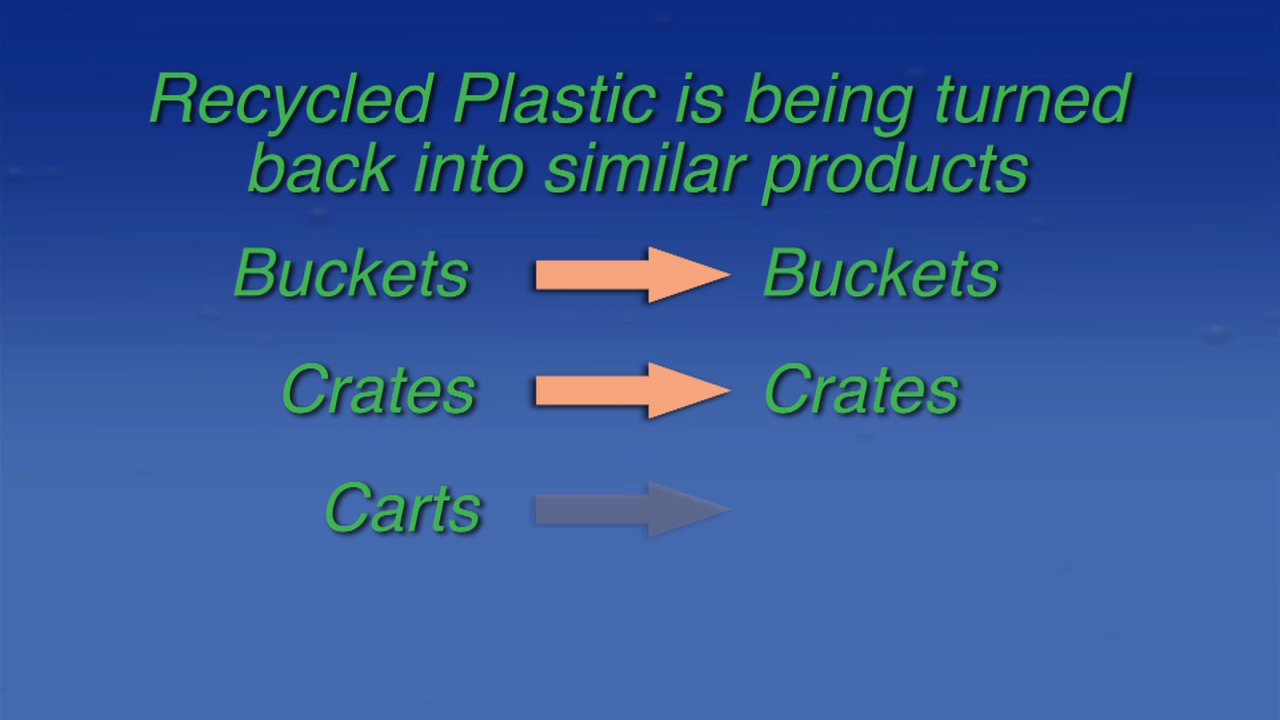 Recycled Plastic is being turned
back into similar products
Buckets Buckets
Crates Crates
Carts